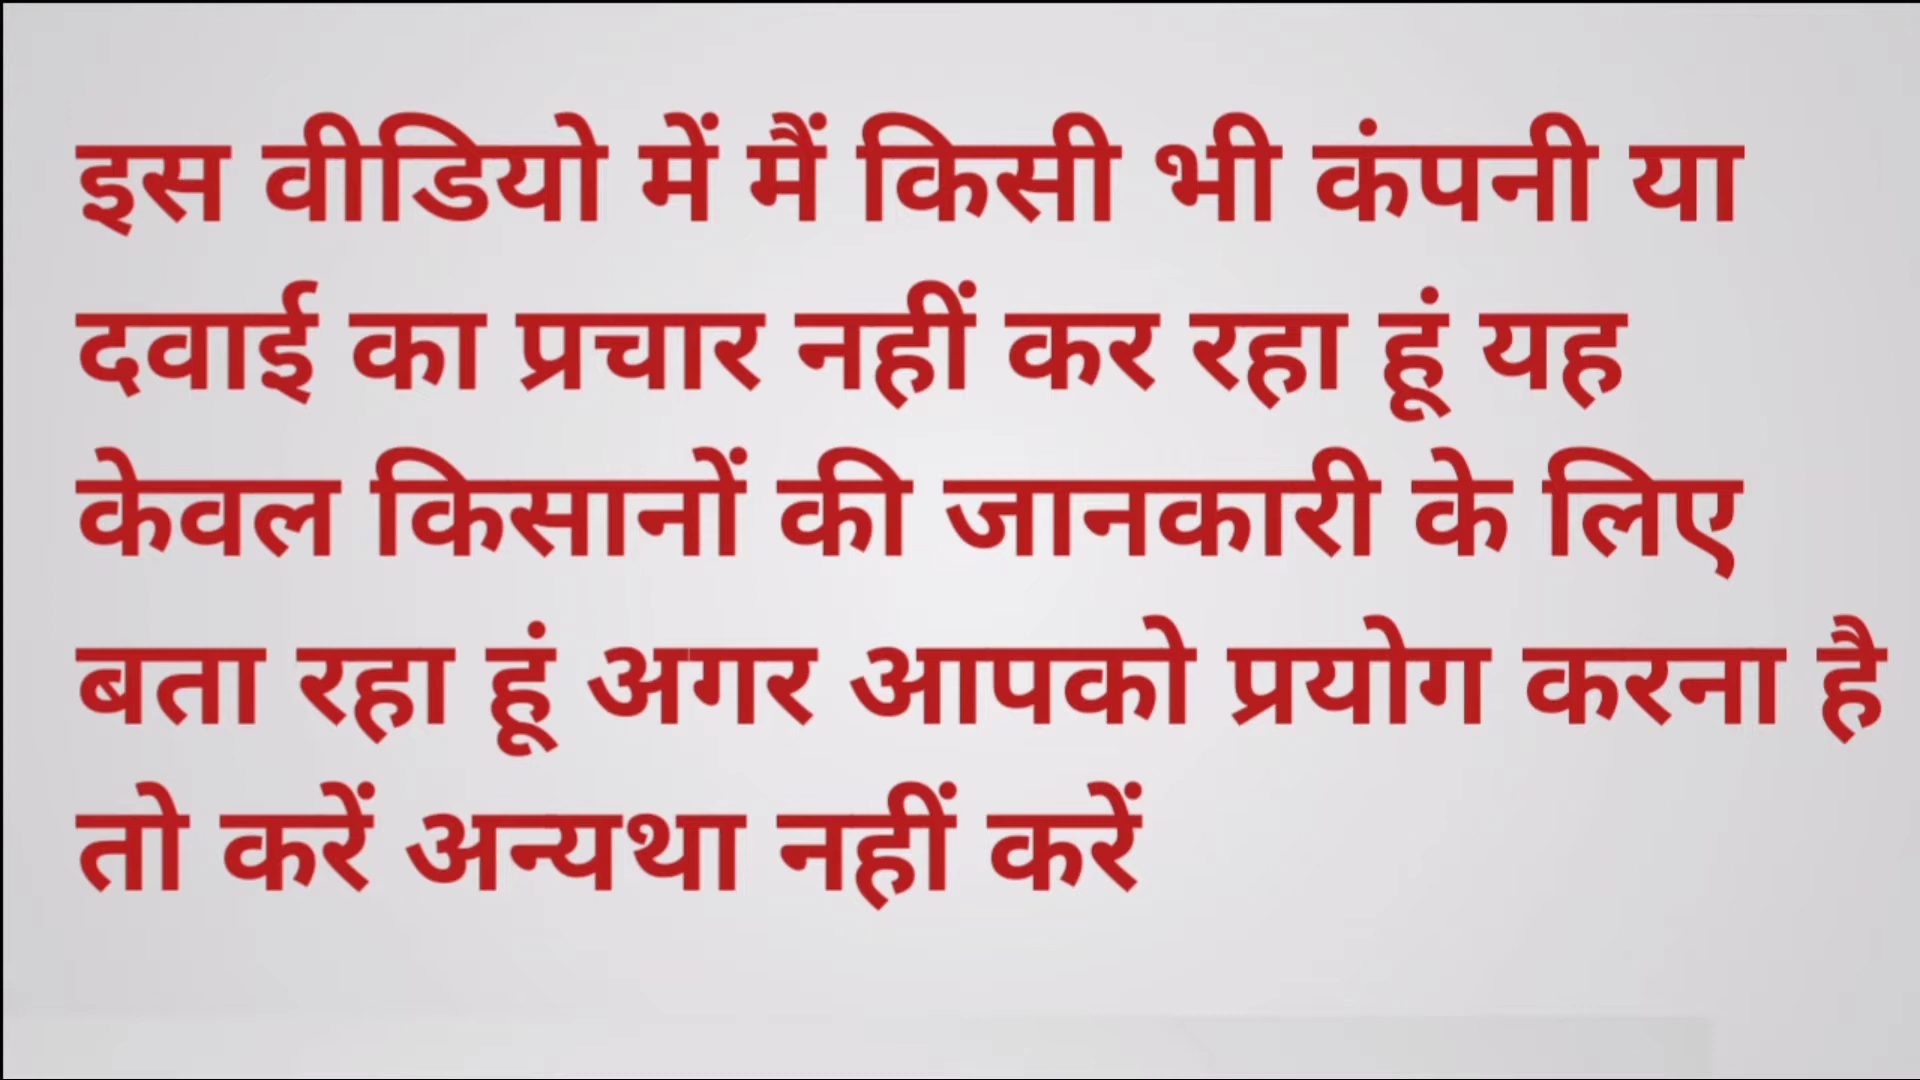 इस वीडियो में मैं किसी भी कंपनी या
दवाई का प्रचार नहीं कर रहा हूं यह
केवल किसानों की जानकारी के लिए
बता रहा हूं अगर आपको प्रयोग करना है
तो करें अन्यथा नहीं करें